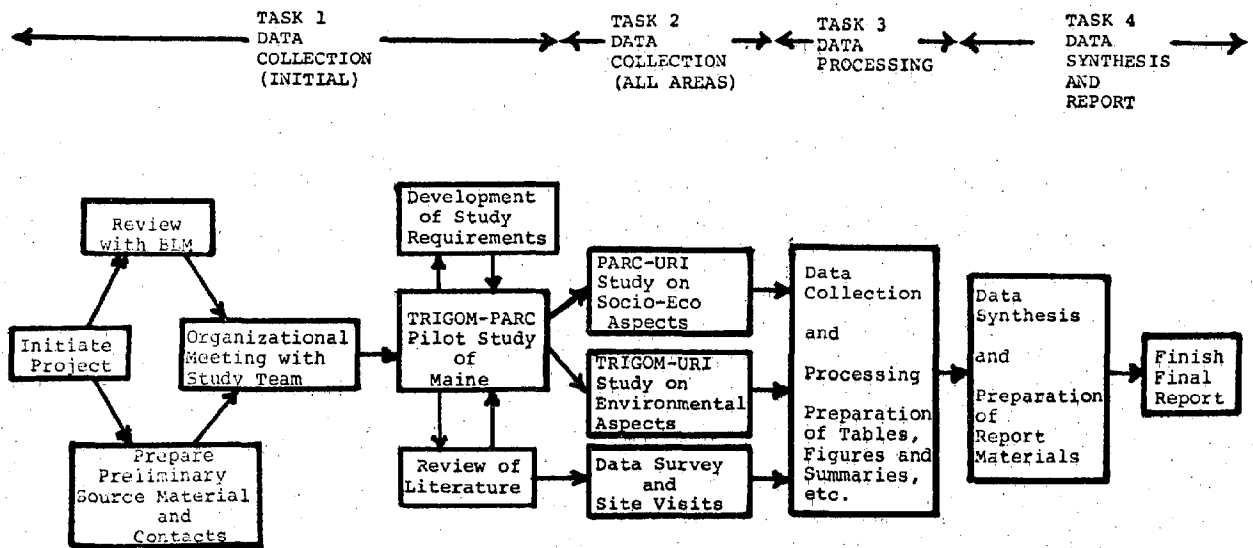 TASK 1
DATA
COLLECTION
(INITIAL)
TASK 2
DATA
COLLECTION
(ALL AREAS)
TASK 3
DATA
PROCESSING
TASK 4
DATA
SYNTHESIS
AND
REPORT
Initiate
Project
Review
with BLM
Prepare
Preliminary
Source Material
and
Contacts
Organizational
Meeting with
Study Team
Development
of Study
Requirements
TRIGOM-PARC
Pilot Study
of
Maine
Review of
Literature
PARC-URI
Study on
Socio-Eco
Aspects
TRIGOM-URI
Study on
Environmental
Aspects
Data Survey
and
Site Visits
Data
Collection
and
Processing
Preparation
of Tables,
Figures and
Summaries,
etc.
Data
Synthesis
and
Preparation
of
Report
Materials
Finish
Final
Report